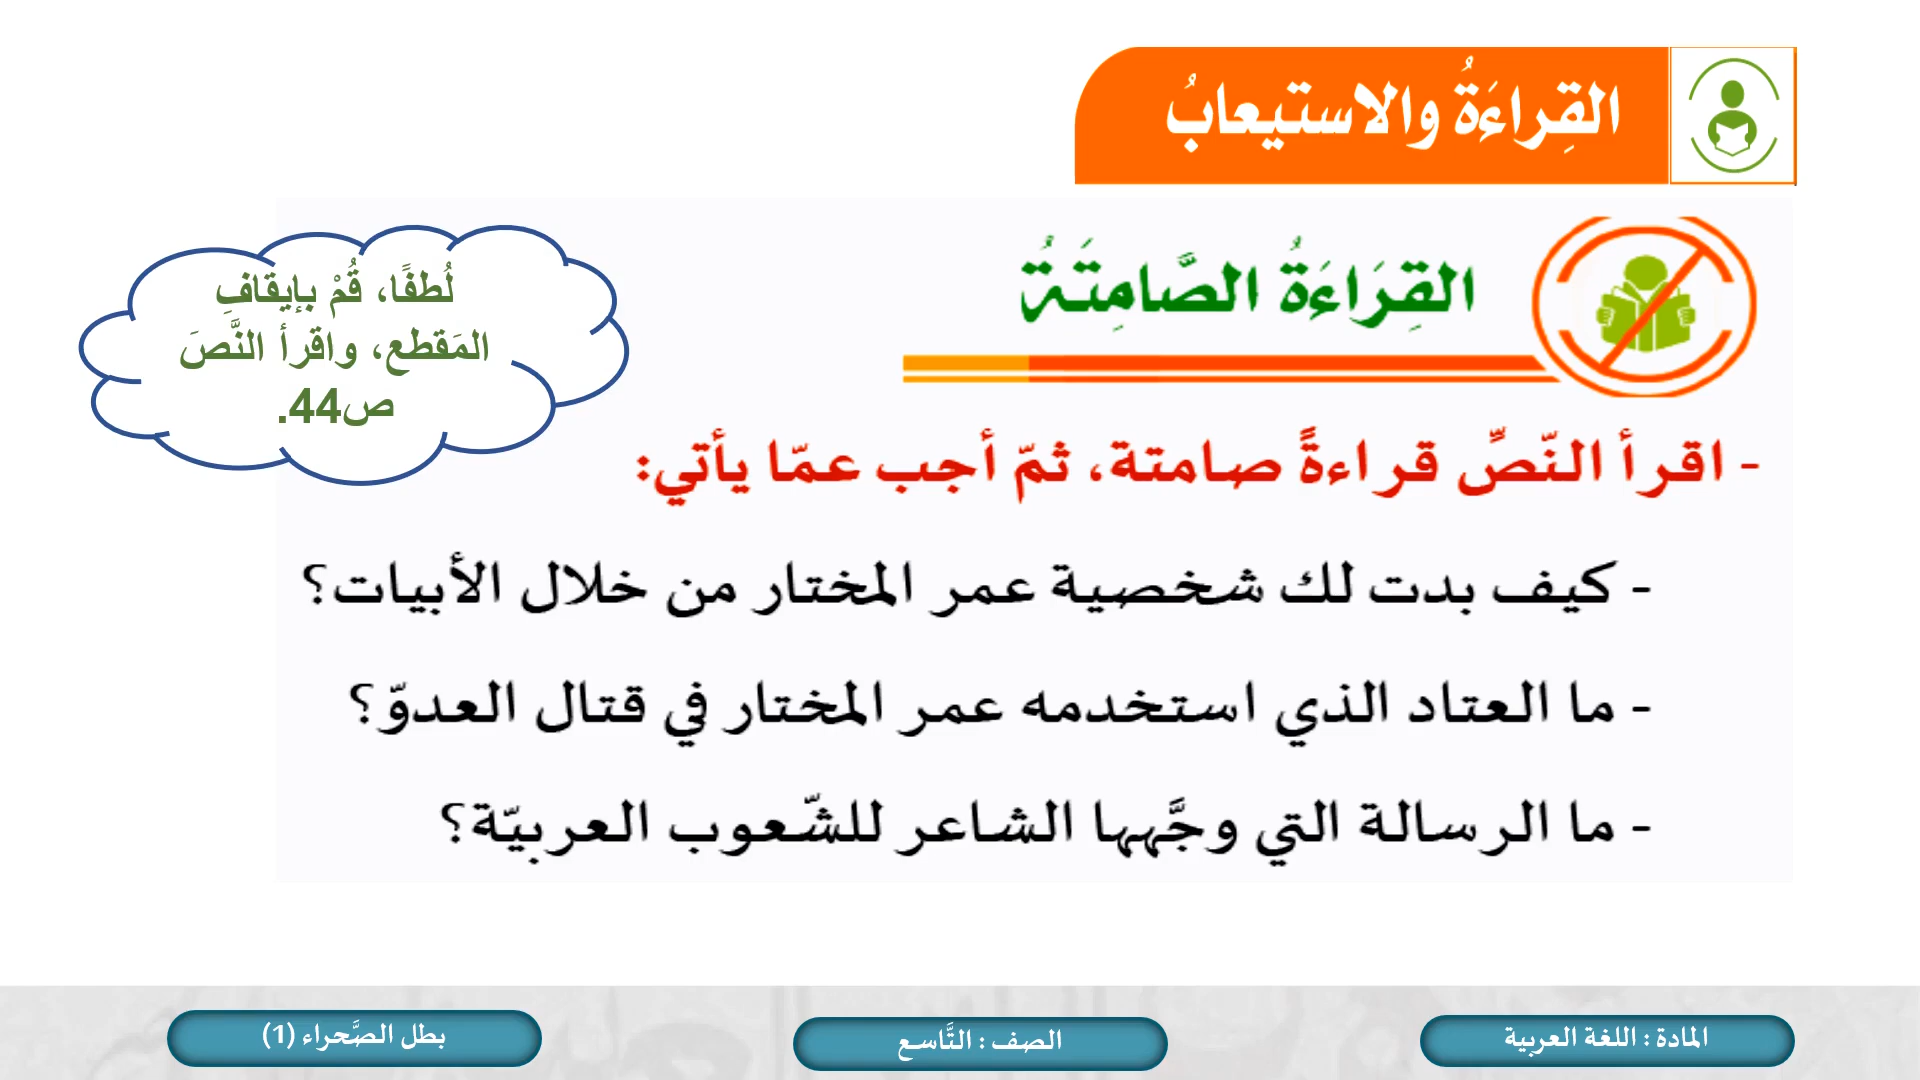 القِراءَةُ والاستيعابُ
القِرَاءَةُ الصَّامِتَةُ
لُطفًا، قُمْ بإيقافِ
المَقطع، واقرأ النَّصَ
ص44.
- اقرأ النّصِّ قراءةً صامتة، ثمّ أجب عمّا يأتي:
- كيف بدت لك شخصية عمر المختار من خلال الأبيات؟
- ما العتاد الذي استخدمه عمر المختار في قتال العدوّ؟
- ما الرسالة التي وجَّهها الشاعر للشّعوب العربيّة؟
المادة : اللغة العربية
الصف : التَّاسع
بطل الصَّحراء (1)